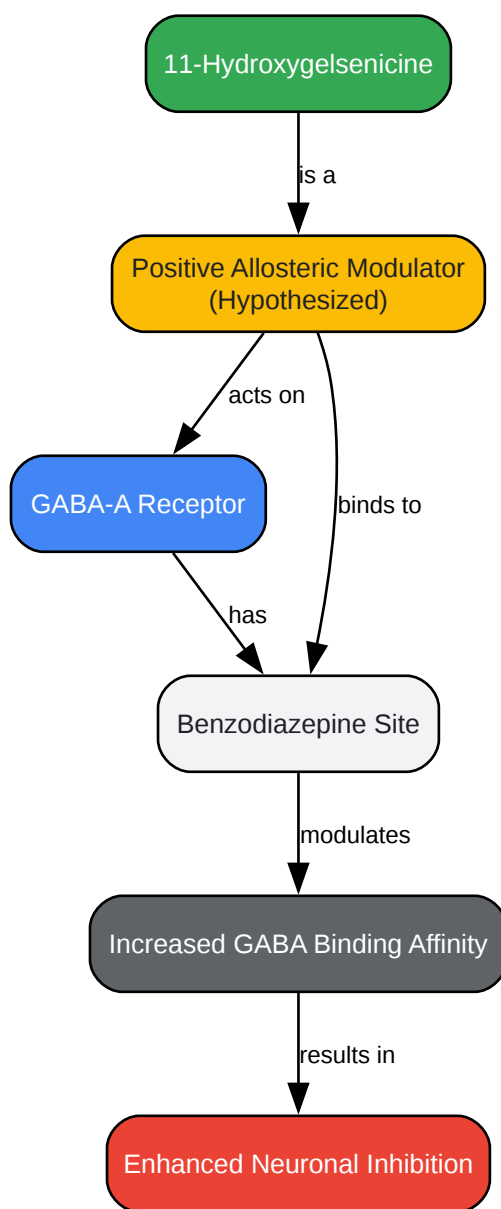 11-Hydroxygelsenicine
is a
Positive Allosteric Modulator
(Hypothesized)
acts on
GABA-A Receptor
binds to
has
Benzodiazepine Site
modulates
Increased GABA Binding Affinity
results in
Enhanced Neuronal Inhibition